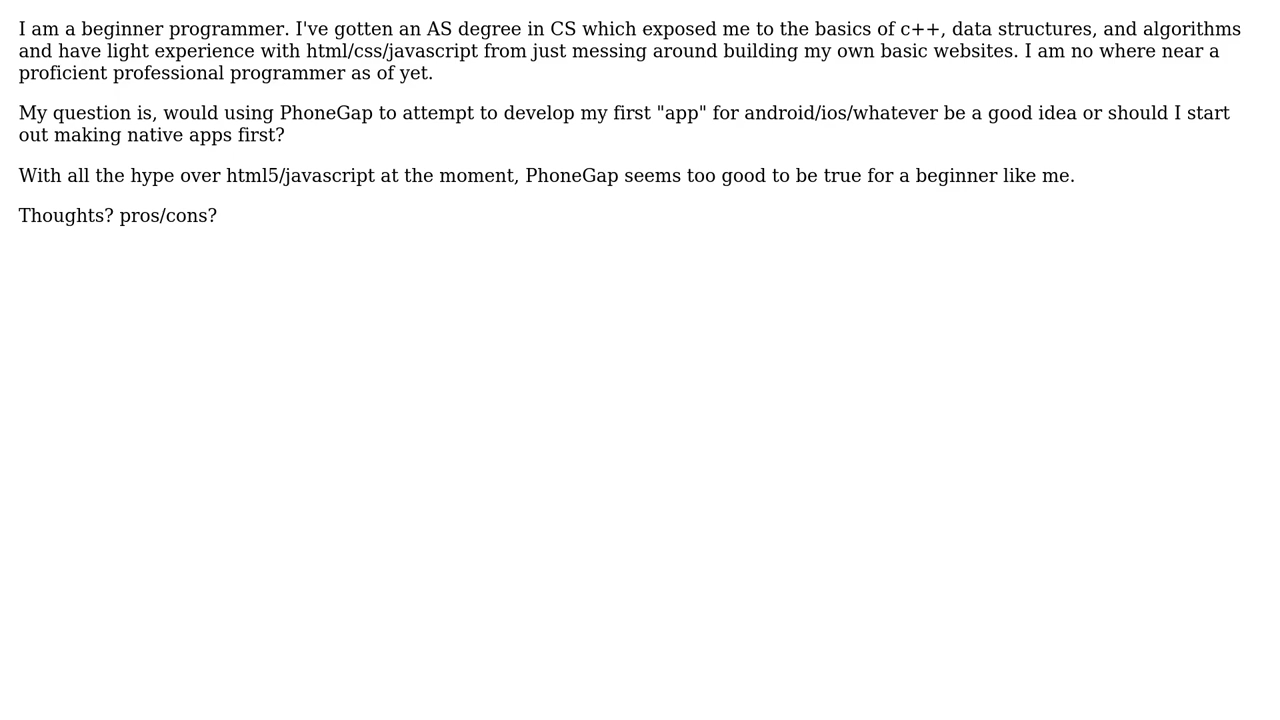 I am a beginner programmer. I've gotten an AS degree in CS which exposed me to the basics of c++, data structures, and algorithms
and have light experience with html/css/javascript from just messing around building my own basic websites. I am no where near a
proficient professional programmer as of yet.
My question is, would using PhoneGap to attempt to develop my first "app" for android/ios/whatever be a good idea or should I start
out making native apps first?
With all the hype over html5/javascript at the moment, PhoneGap seems too good to be true for a beginner like me.
Thoughts? pros/cons?